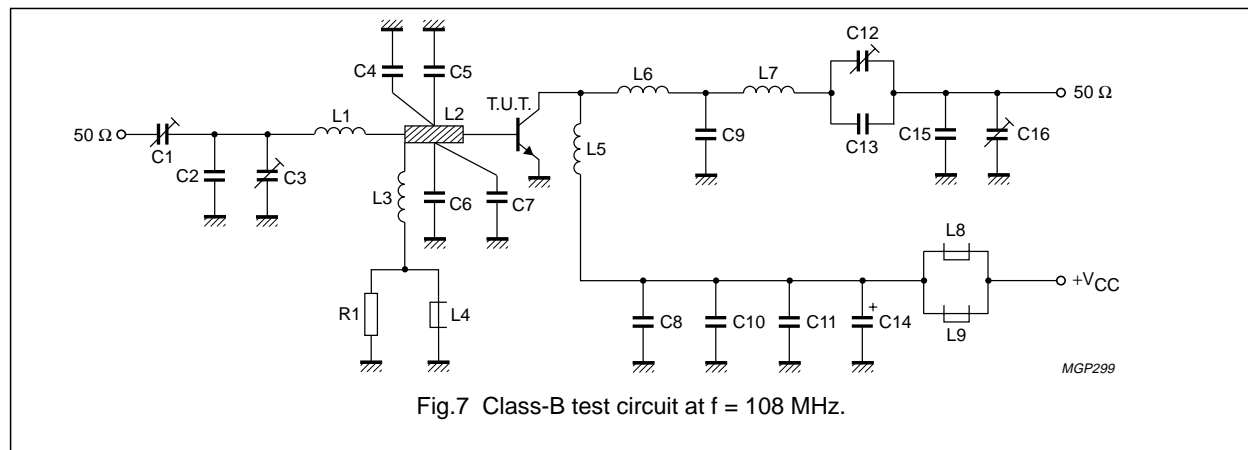 C12
C4
C5
L6
L7
T.U.T.
L2
50 Ω
L1
50 Ω
C1
C9
C13
C15
C16
C2
C3
L5
L3
C6
C7
L8
+VCC
R1
L4
C8
C10
C11
+
C14
L9
MGP299
Fig.7 Class-B test circuit at f = 108 MHz.